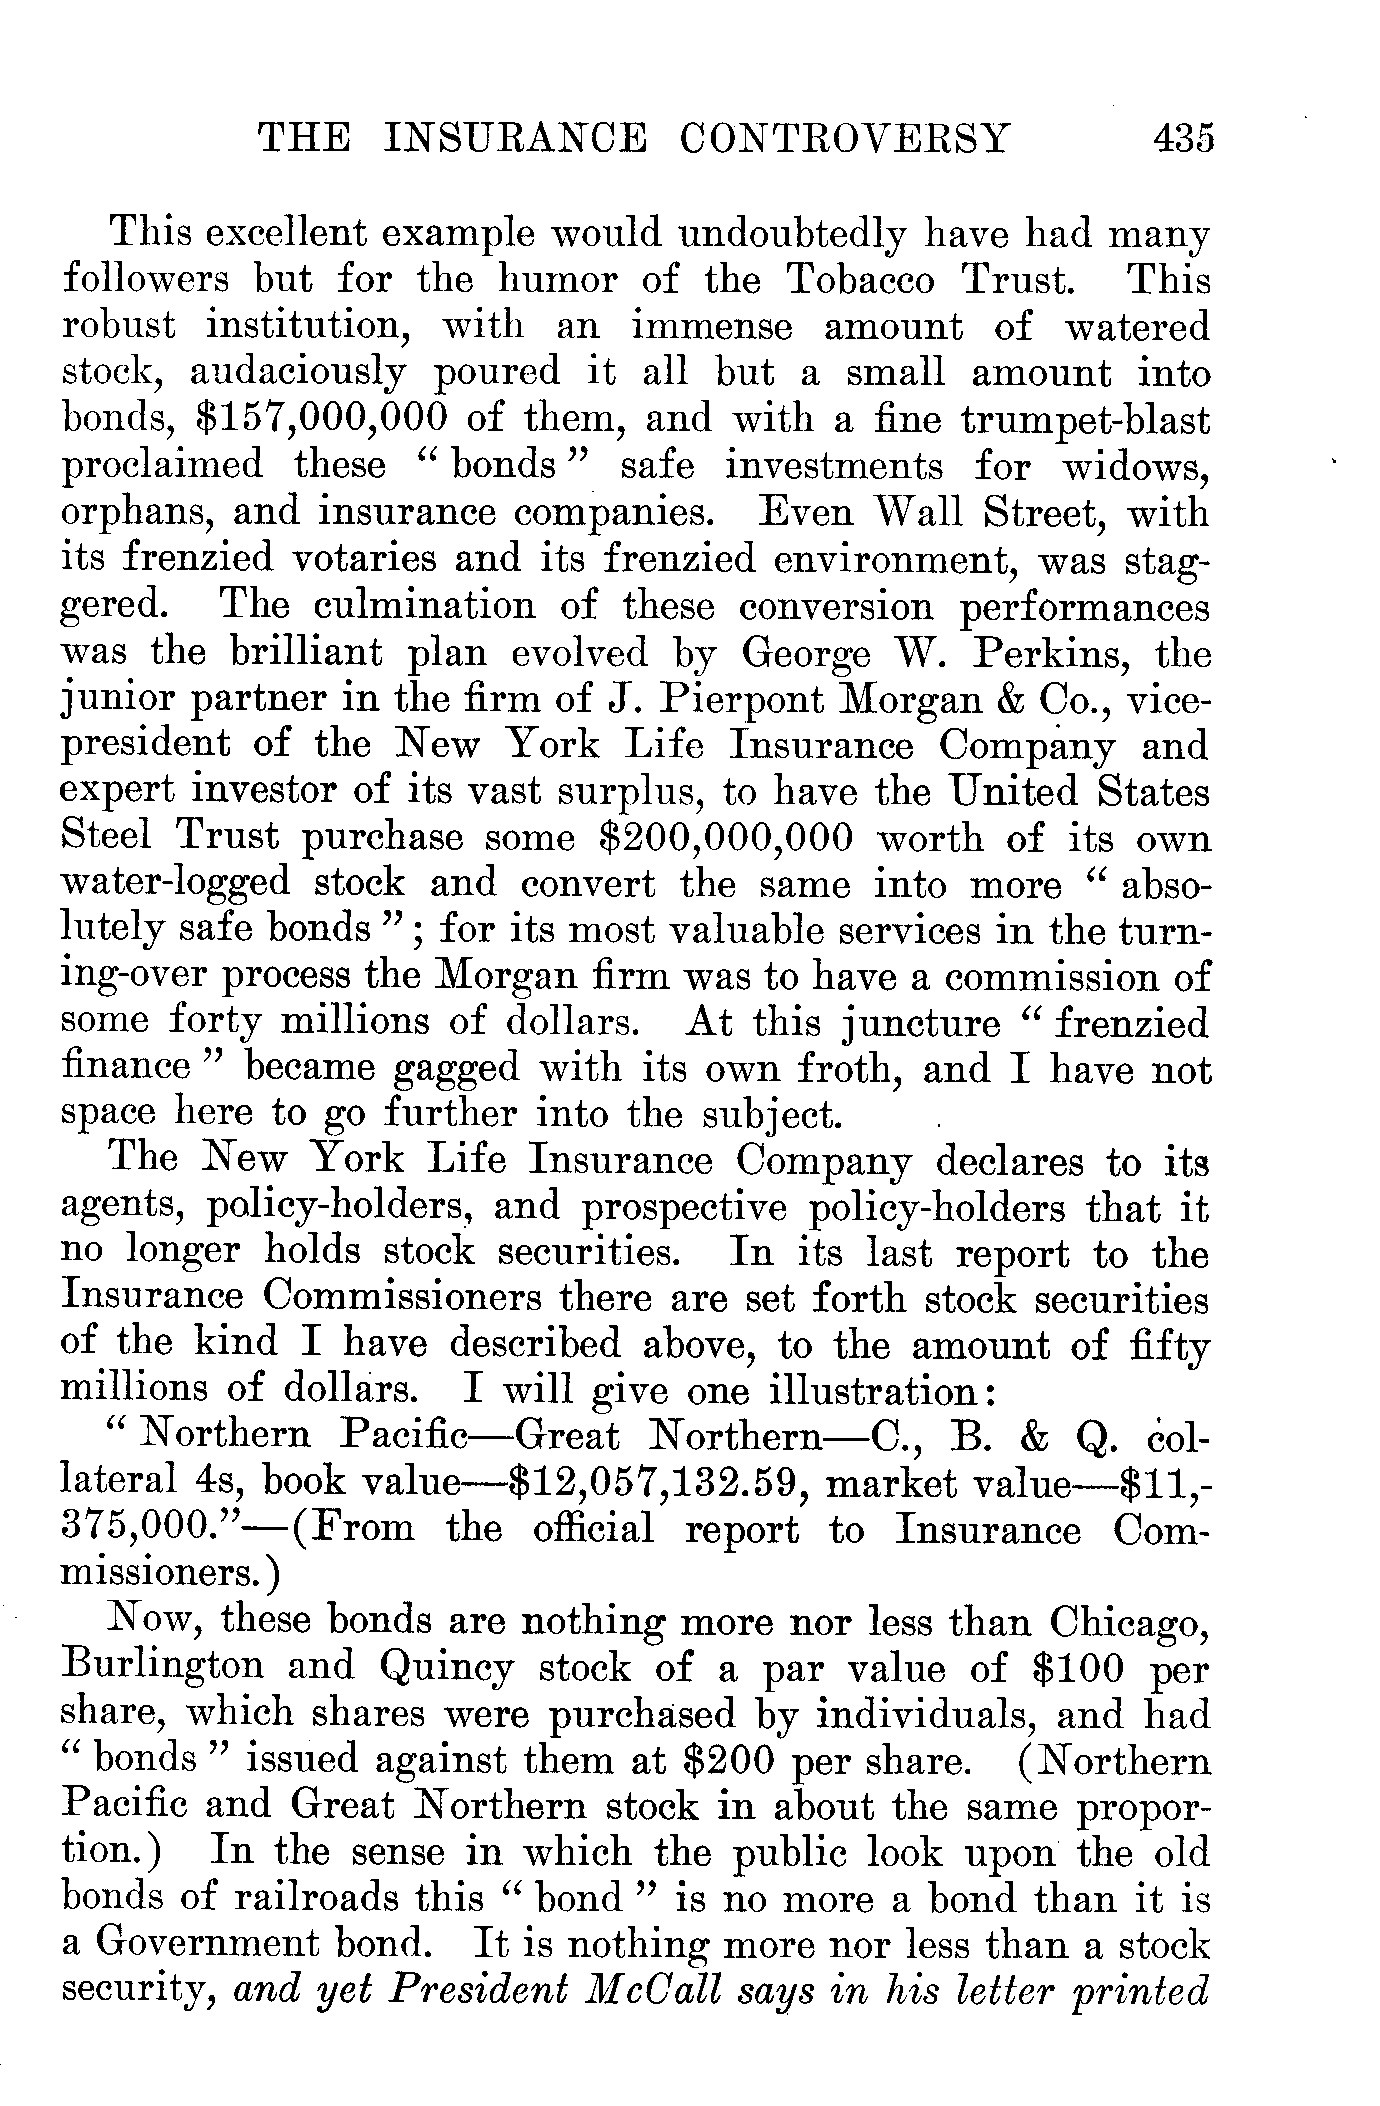 THE INSURANCE CONTROVERSY 435
This excellent example would undoubtedly have had many
followers but for the humor of the Tobacco Trust. This
robust institution, with an immense amount of watered
stock, audaciously poured it all but a small amount into
bonds, $157,000,000 of them, and with a fine trumpet-blast
proclaimed these “ bonds ” safe investments for widows,
orphans, and insurance companies. Even Wall Street, with
its frenzied votaries and its frenzied environment, was stag-
gered. The culmination of these conversion performances
was the brilliant plan evolved by George W. Perkins, the
junior partner in the firm of J. Pierpont Morgan & Co., vice-
president of the New York Life Insurance Company and
expert investor of its vast surplus, to have the United States
Steel Trust purchase some $200,000,000 worth of its own
water-logged stock and convert the same into more “ abso-
lutely safe bonds ” ; for its most valuable services in the turn-
ing-over process the Morgan firm was to have a commission of
some forty millions of dollars. At this juncture “ frenzied
finance ” became gagged with its own froth, and I have not
space here to go further into the subject.
The New York Life Insurance Company declares to its
agents, policy-holders, and prospective policy-holders that it
no longer holds stock securities. In its last report to the
Insurance Commissioners there are set forth stock securities
of the kind I have described above, to the amount of fifty
millions of dollars. I will give one illustration:
“ Northern Pacific—Great Northern—C., B. & Q. col-
lateral 4s, book value—$12,057,132.59, market value—$11,-
375,000.”—(From the official report to Insurance Com-
missioners.)
Now, these bonds are nothing more nor less than Chicago,
Burlington and Quincy stock of a par value of $100 per
share, which shares were purchased by individuals, and had
“ bonds ” issued against them at $200 per share. (Northern
Pacific and Great Northern stock in about the same propor-
tion.) In the sense in which the public look upon the old
bonds of railroads this “ bond ” is no more a bond than it is
a Government bond. It is nothing more nor less than a stock
security, and yet President McCall says in his letter printed